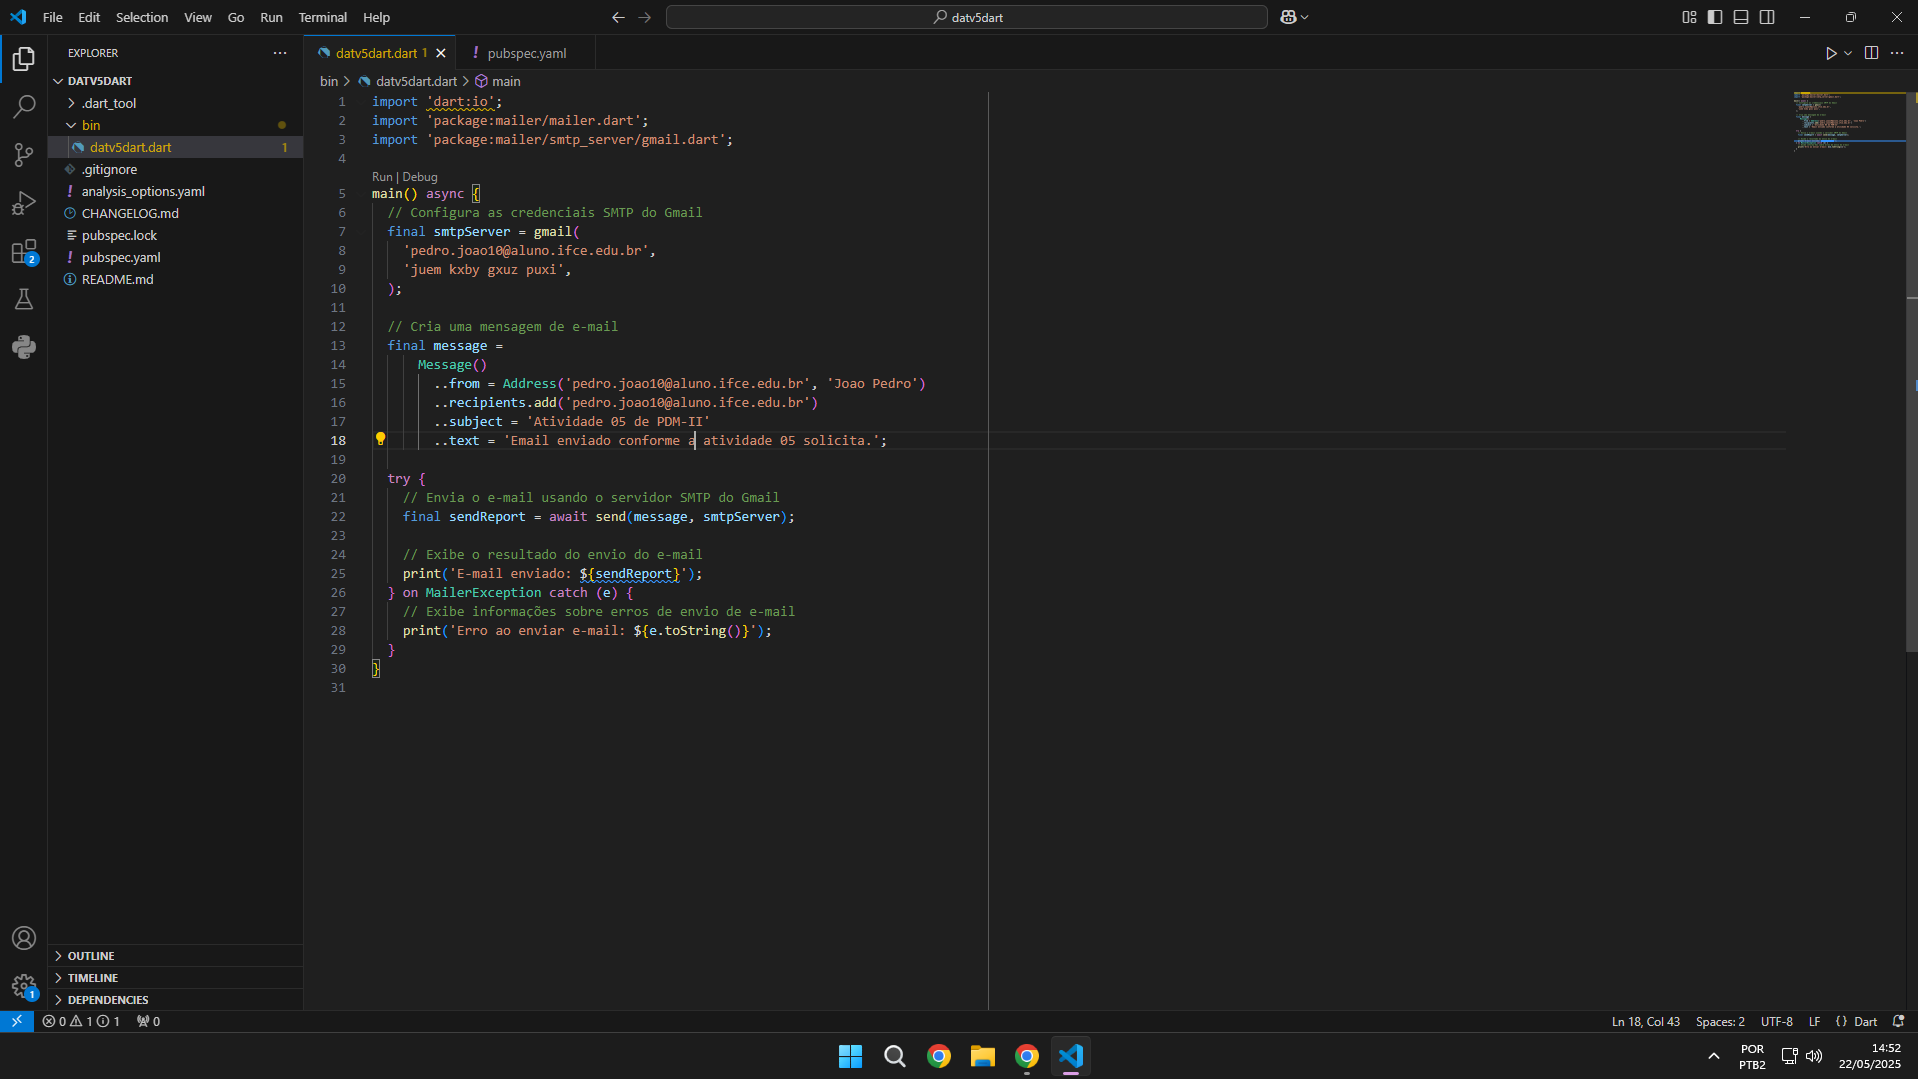 File Edit Selection View Go Run Terminal Help
datv5dart
EXPLORER
DATV5DART
.dart_tool
bin
datv5dart.dart 1
.gitignore
analysis_options.yaml
CHANGELOG.md
pubspec.lock
pubspec.yaml
README.md
OUTLINE
TIMELINE
DEPENDENCIES
2
1
datv5dart.dart 1
pubspec.yaml
bin > datv5dart.dart > main
1 import 'dart:io';
2 import 'package:mailer/mailer.dart';
3 import 'package:mailer/smtp_server/gmail.dart';
4
Run | Debug
5 main() async {
6 // Configura as credenciais SMTP do Gmail
7 final smtpServer = gmail(
8 'pedro.joao10@aluno.ifce.edu.br',
9 'juem kxby gxuz puxi',
10 );
11
12 // Cria uma mensagem de e-mail
13 final message =
14 Message()
15 ..from = Address('pedro.joao10@aluno.ifce.edu.br', 'Joao Pedro')
16 ..recipients.add('pedro.joao10@aluno.ifce.edu.br')
17 ..subject = 'Atividade 05 de PDM-II'
18 ..text = 'Email enviado conforme a atividade 05 solicita.';
19
20 try {
21 // Envia o e-mail usando o servidor SMTP do Gmail
22 final sendReport = await send(message, smtpServer);
23
24 // Exibe o resultado do envio do e-mail
25 print('E-mail enviado: ${sendReport}');
26 } on MailerException catch (e) {
27 // Exibe informações sobre erros de envio de e-mail
28 print('Erro ao enviar e-mail: ${e.toString()}');
29 }
30 }
31
0 1 1 0
Ln 18, Col 43 Spaces: 2 UTF-8 LF {} Dart
POR
PTB2
14:52
22/05/2025